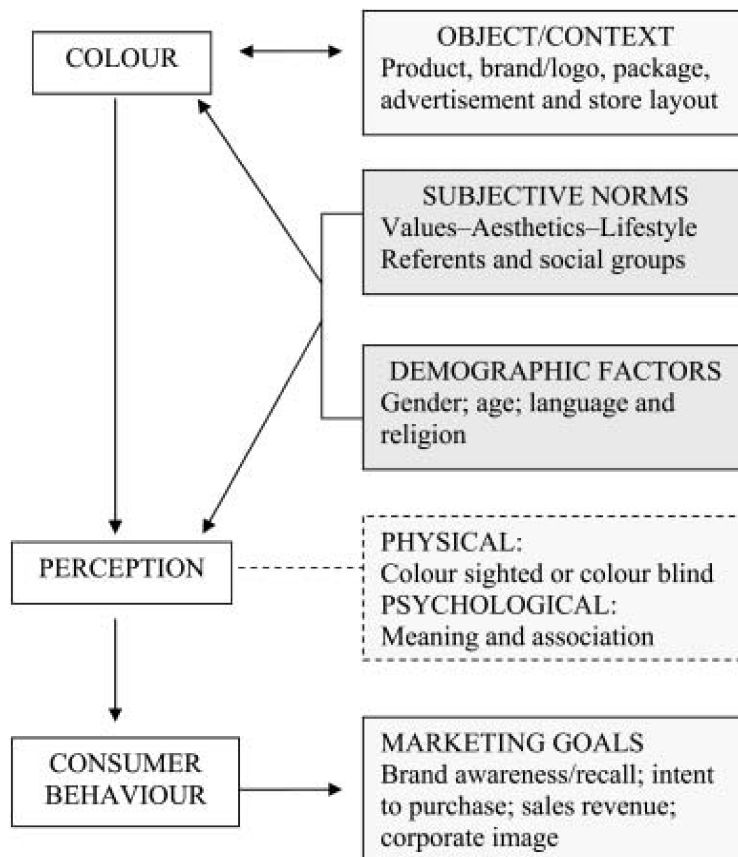 COLOUR
OBJECT/CONTEXT
Product, brand/logo, package,
advertisement and store layout
SUBJECTIVE NORMS
Values–Aesthetics–Lifestyle
Referents and social groups
DEMOGRAPHIC FACTORS
Gender; age; language and
religion
PERCEPTION
PHYSICAL:
Colour sighted or colour blind
PSYCHOLOGICAL:
Meaning and association
CONSUMER
BEHAVIOUR
MARKETING GOALS
Brand awareness/recall; intent
to purchase; sales revenue;
corporate image